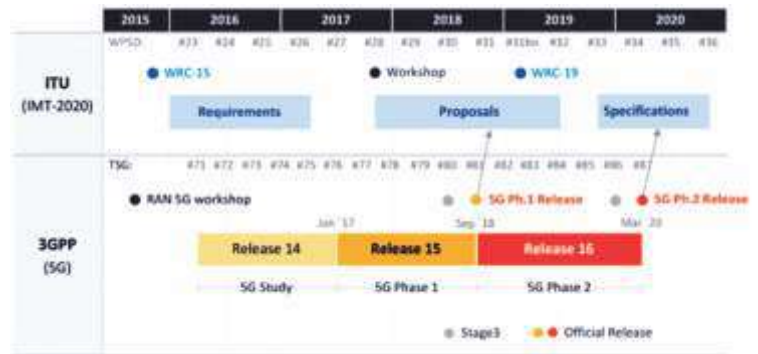 2015 2016 2017 2018 2019 2020
WP5D: #23 #24 #25 #26 #27 #28 #29 #30 #31 #31bis #32 #33 #34 #35 #36
WRC-15 Workshop WRC-19
ITU
(IMT-2020)
Requirements Proposals Specifications
TSG: #71 #72 #73 #74 #75 #76 #77 #78 #79 #80 #81 #82 #83 #84 #85 #86 #87
RAN 5G workshop 5G Ph.1 Release 5G Ph.2 Release
Jan '17 Sep '18 Mar '20
3GPP
(5G)
Release 14 Release 15 Release 16
5G Study 5G Phase 1 5G Phase 2
Stage3 Official Release